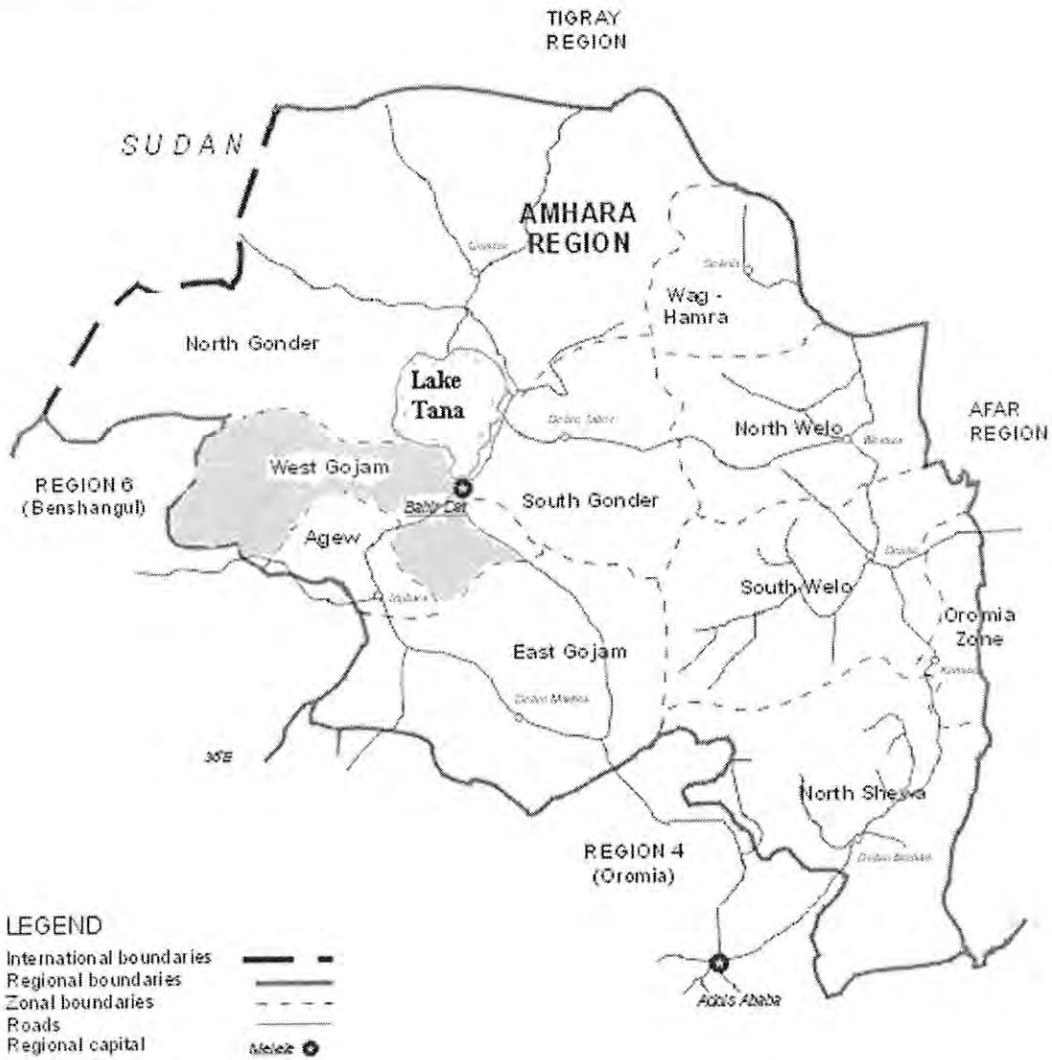 TIGRAY
REGION
SUDAN
AMHARA
REGION
Wag -
Hamra
North Gonder
Lake
Tana
AFAR
REGION
North Welo
West Gojam
REGION 6
(Benshangul)
South Gonder
Bahir Dar
Agew
South Welo
Oromia
Zone
East Gojam
36'E
North Shewa
REGION 4
(Oromia)
Addis Ababa
LEGEND
International boundaries
Regional boundaries
Zonal boundaries
Roads
Regional capital